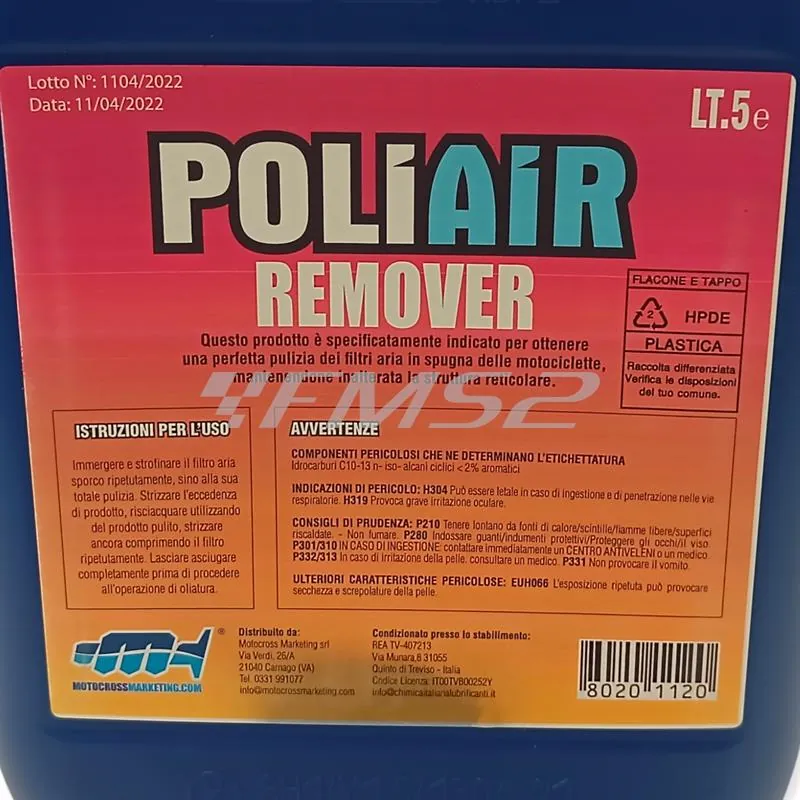 Lotto N°: 1104/2022
Data: 11/04/2022
LT.5e
POLIAIR
REMOVER
Questo prodotto è specificatamente indicato per ottenere
una perfetta pulizia dei filtri aria in spugna delle motociclette,
mantenendone inalterata la struttura reticolare.
FLACONE E TAPPO
2 HPDE
PLASTICA
Raccolta differenziata
Verifica le disposizioni
del tuo comune.
FMS2
ISTRUZIONI PER L'USO
Immergere e strofinare il filtro aria
sporco ripetutamente, sino alla sua
totale pulizia. Strizzare l'eccedenza
di prodotto, risciacquare utilizzando
del prodotto pulito, strizzare
ancora comprimendo il filtro
ripetutamente. Lasciare asciugare
completamente prima di procedere
all'operazione di oliatura.
AVVERTENZE
COMPONENTI PERICOLOSI CHE NE DETERMINANO L'ETICHETTATURA
Idrocarburi C10-13 n- iso- alcani ciclici <2% aromatici
INDICAZIONI DI PERICOLO: H304 Può essere letale in caso di ingestione e di penetrazione nelle vie
respiratorie. H319 Provoca grave irritazione oculare.
CONSIGLI DI PRUDENZA: P210 Tenere lontano da fonti di calore/scintille/fiamme libere/superfici
riscaldate. - Non fumare. P280 Indossare guanti/indumenti protettivi/Proteggere gli occhi/il viso.
P301/310 IN CASO DI INGESTIONE: contattare immediatamente un CENTRO ANTIVELENI o un medico.
P332/313 In caso di irritazione della pelle. consultare un medico. P331 Non provocare il vomito.
ULTERIORI CARATTERISTICHE PERICOLOSE: EUH066 L'esposizione ripetuta può provocare
secchezza e screpolature della pelle.
®
MOTOCROSSMARKETING.COM
Distribuito da:
Motocross Marketing srl
Via Verdi, 26/A
21040 Carnago (VA)
Tel. 0331 991077
info@motocrossmarketing.com
Condizionato presso lo stabilimento:
REA TV-407213
Via Munara,8 31055
Quinto di Treviso - Italia
Codice Licenza: IT00TVB00252Y
info@chimicaitalianalubrificanti.it
8020 1120